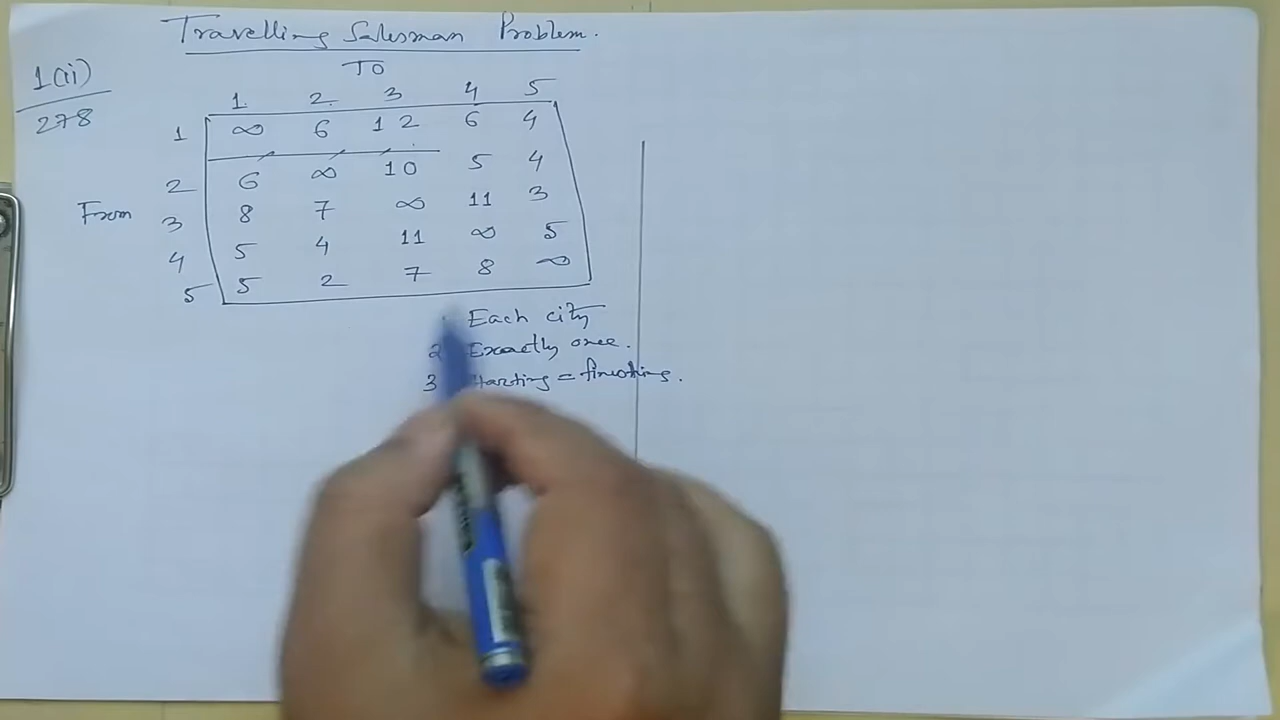 Travelling Salesman Problem.
1(ii)
278
TO
1. 2. 3 4 5
1 ∞ 6 12 6 4
2 6 ∞ 10 5 4
From
3 8 7 ∞ 11 3
4 5 4 11 ∞ 5
5 5 2 7 8 ∞
Each city
2 Exactly once.
3 Starting = finishing.